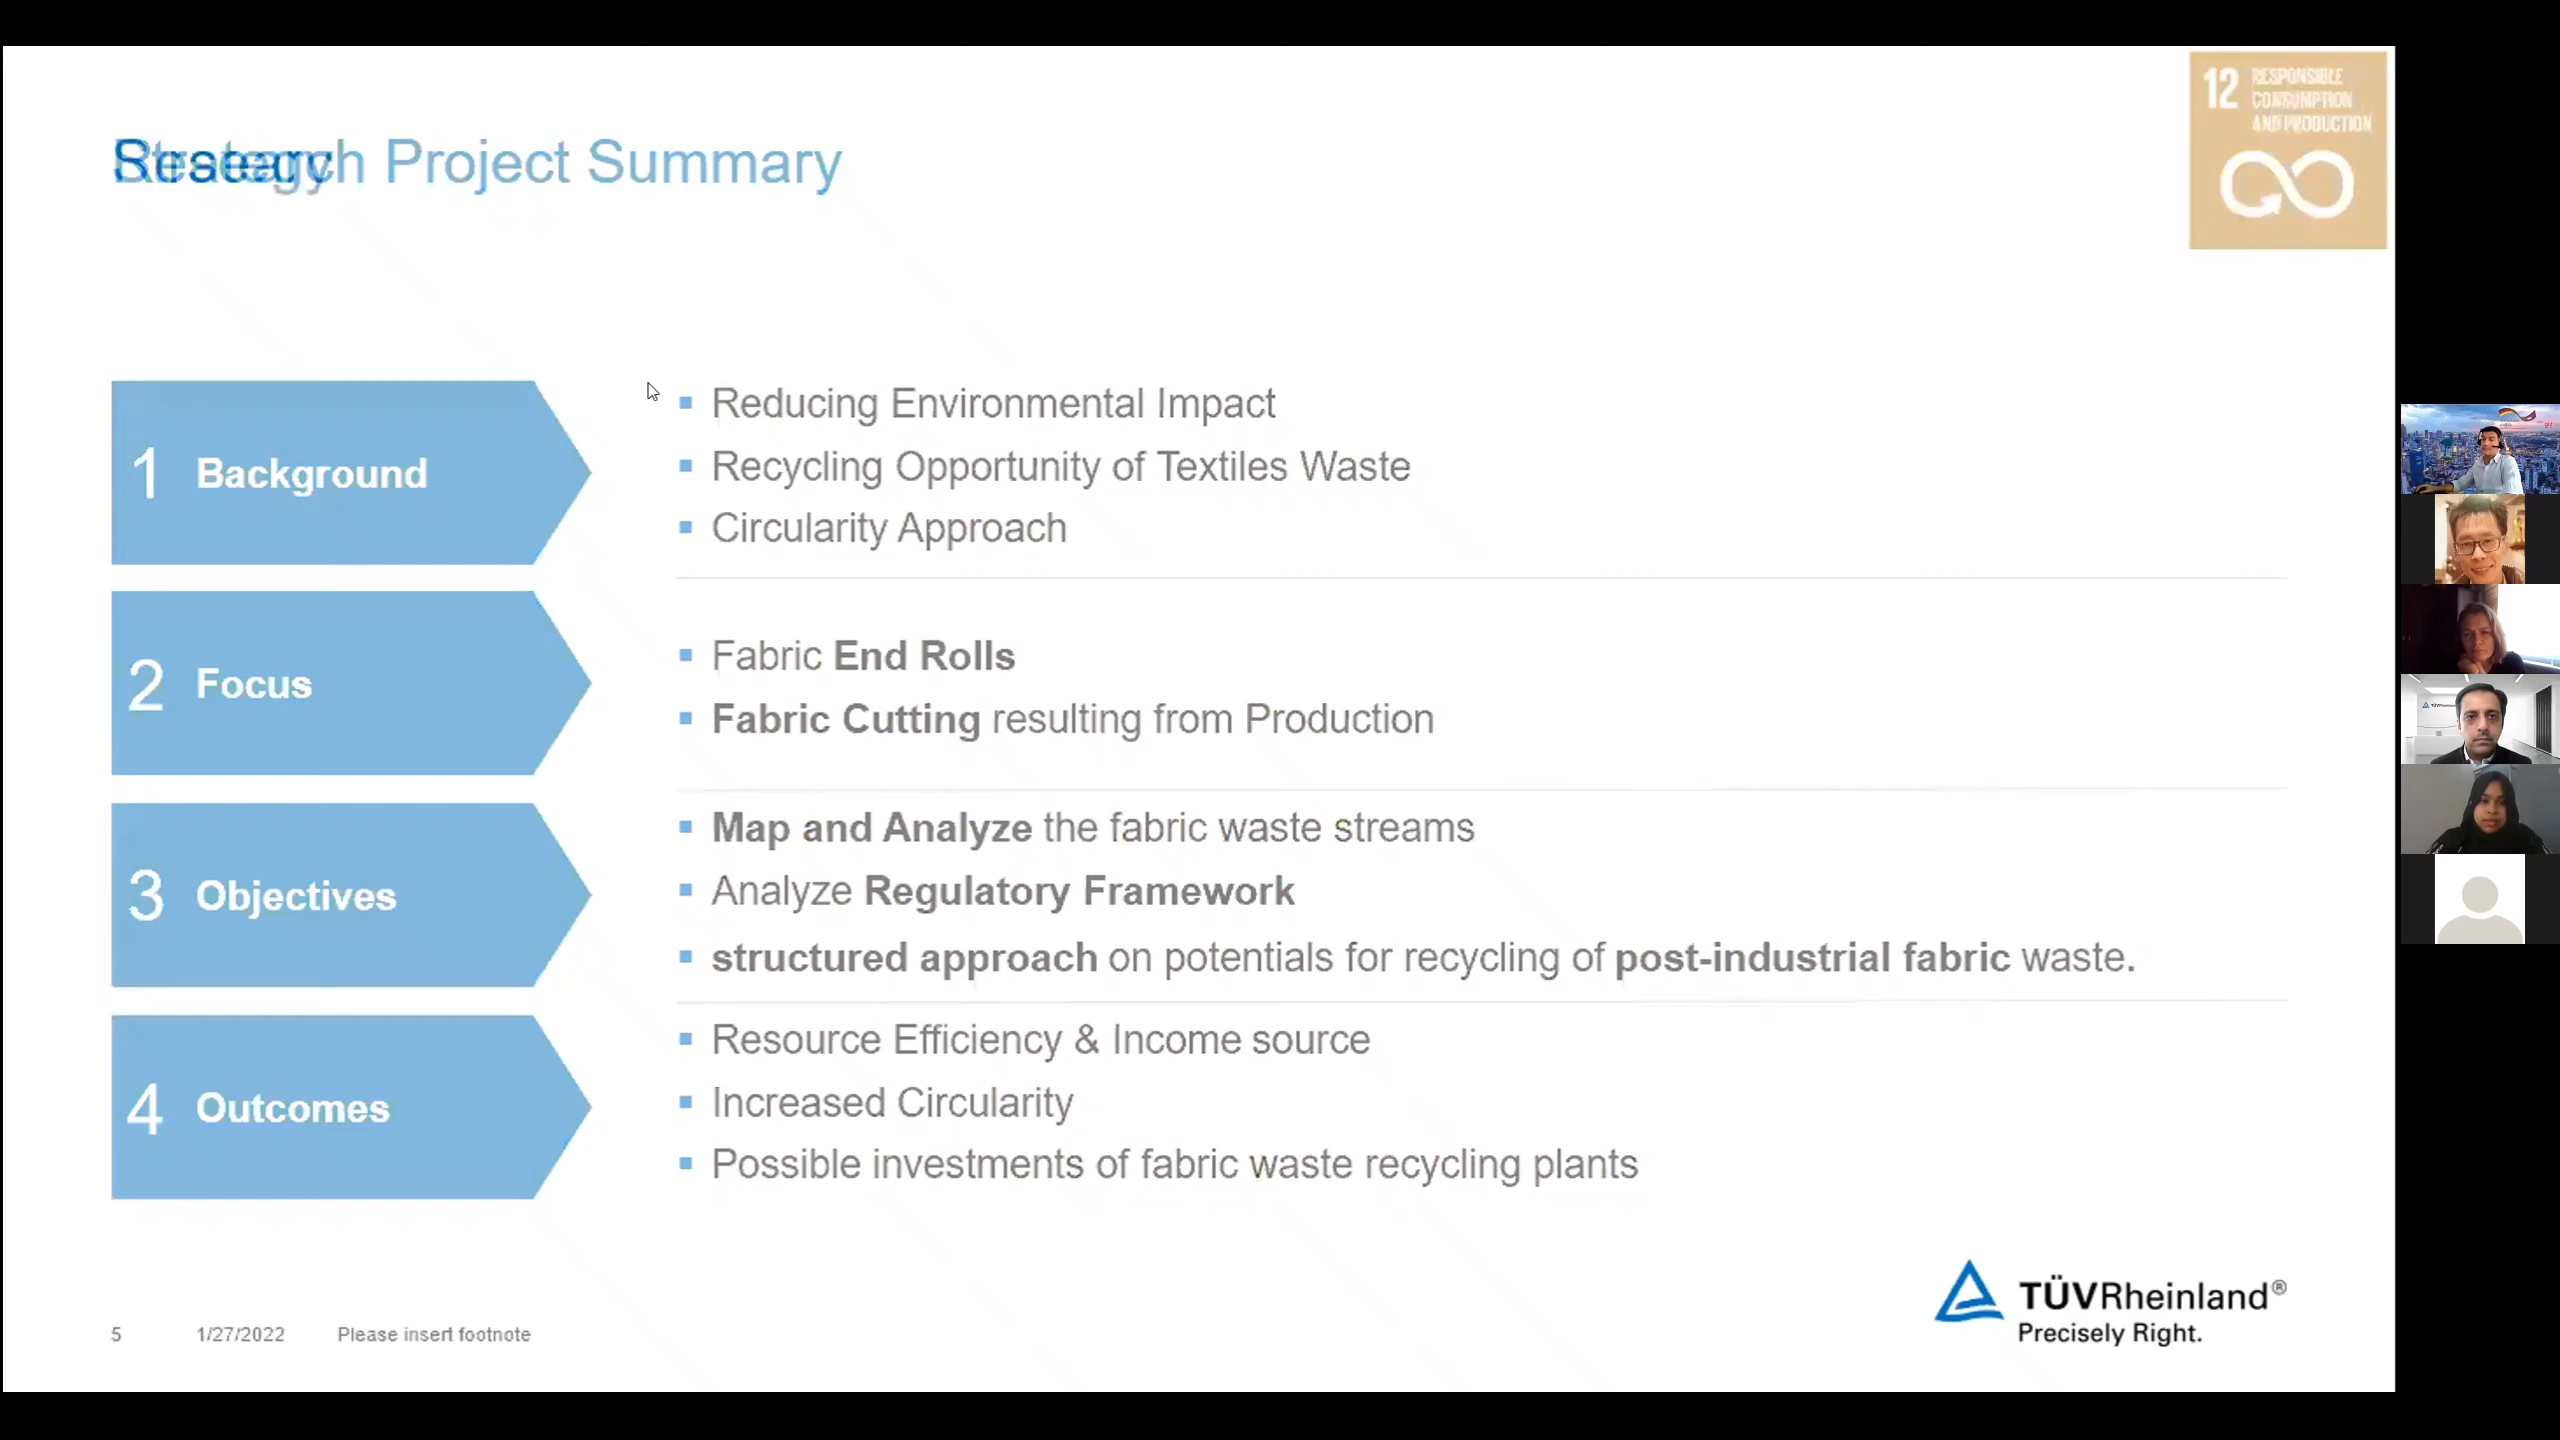 Research Project Summary
Strategy
12 RESPONSIBLE
CONSUMPTION
AND PRODUCTION
1 Background
Reducing Environmental Impact
Recycling Opportunity of Textiles Waste
Circularity Approach
2 Focus
Fabric End Rolls
Fabric Cutting resulting from Production
3 Objectives
Map and Analyze the fabric waste streams
Analyze Regulatory Framework
structured approach on potentials for recycling of post-industrial fabric waste.
4 Outcomes
Resource Efficiency & Income source
Increased Circularity
Possible investments of fabric waste recycling plants
5 1/27/2022 Please insert footnote
TÜVRheinland®
Precisely Right.